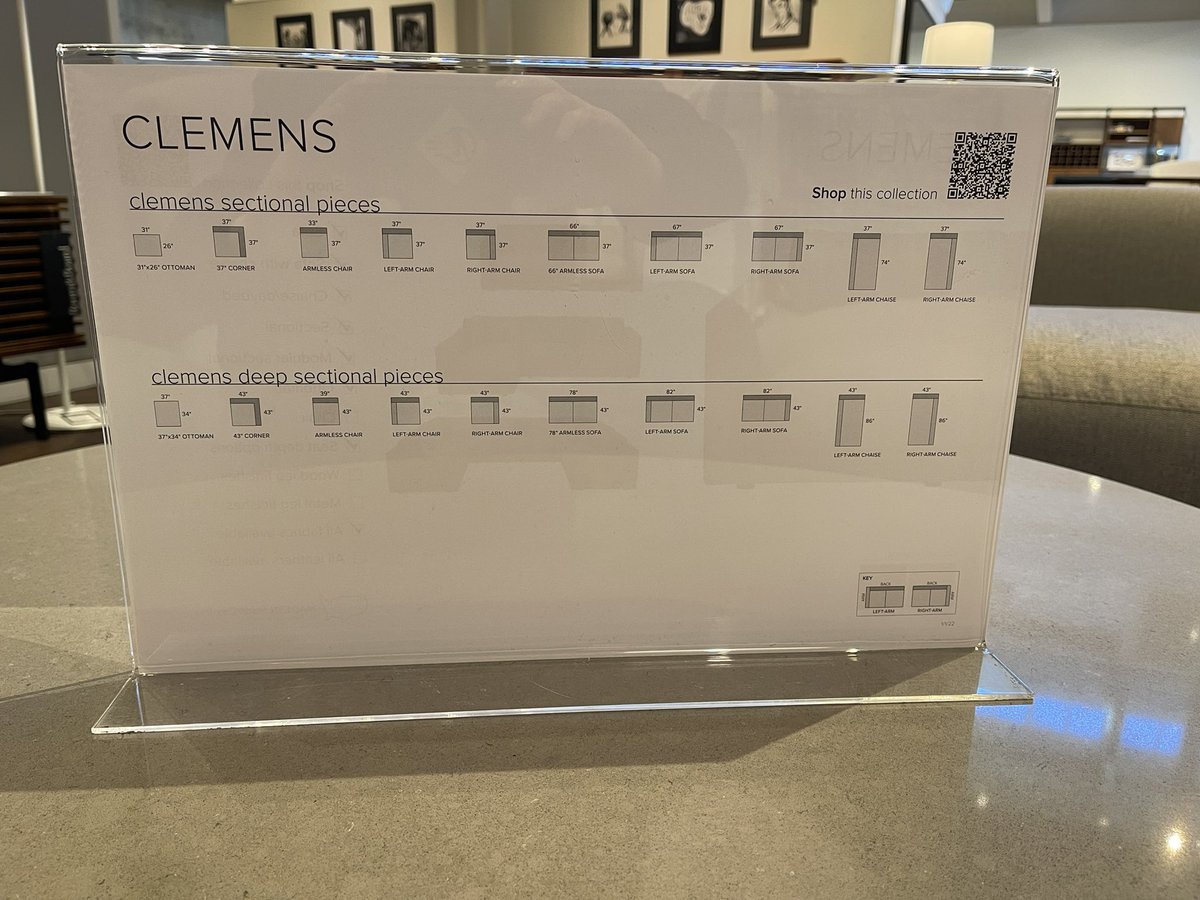 CLEMENS
Shop this collection
clemens sectional pieces
31" 37" 33" 37" 37" 66" 67" 67" 37" 37"
26" 37" 37" 37" 37" 37" 37" 37" 74" 74"
31"x26" OTTOMAN 37" CORNER ARMLESS CHAIR LEFT-ARM CHAIR RIGHT-ARM CHAIR 66" ARMLESS SOFA LEFT-ARM SOFA RIGHT-ARM SOFA
LEFT-ARM CHAISE RIGHT-ARM CHAISE
clemens deep sectional pieces
37" 43" 39" 43" 43" 78" 82" 82" 43" 43"
34" 43" 43" 43" 43" 43" 43" 43" 86" 86"
37"x34" OTTOMAN 43" CORNER ARMLESS CHAIR LEFT-ARM CHAIR RIGHT-ARM CHAIR 78" ARMLESS SOFA LEFT-ARM SOFA RIGHT-ARM SOFA
LEFT-ARM CHAISE RIGHT-ARM CHAISE
KEY
BACK BACK
ARM ARM
LEFT-ARM RIGHT-ARM